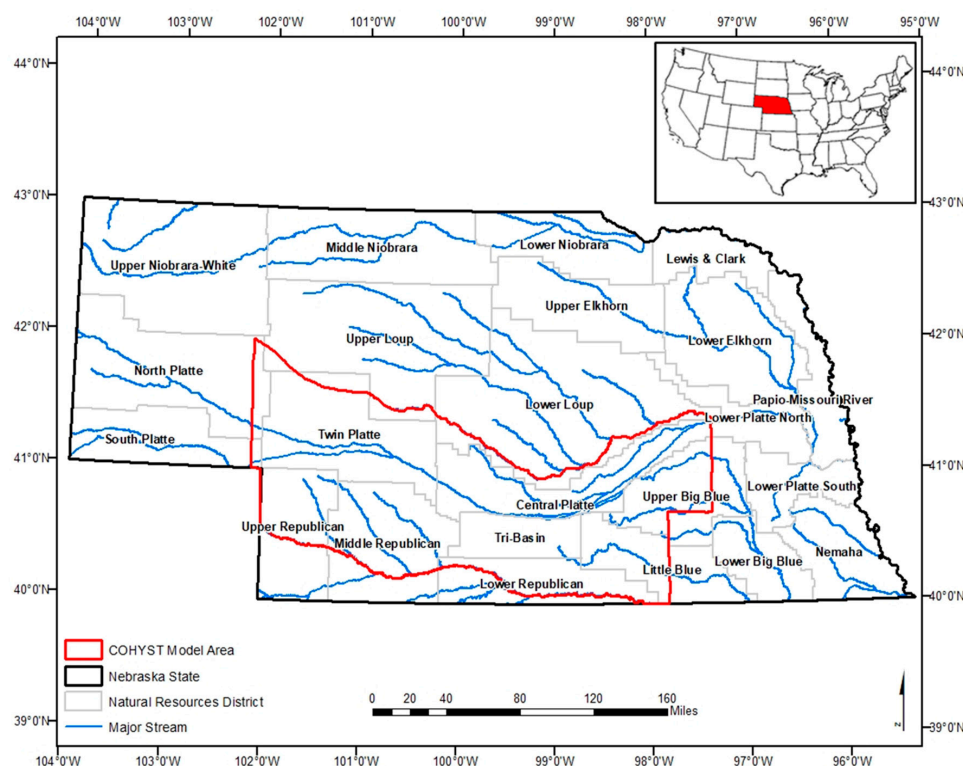 104°0'W 103°0'W 102°0'W 101°0'W 100°0'W 99°0'W 98°0'W 97°0'W 96°0'W 95°0'W
44°0'N 44°0'N
43°0'N 43°0'N
Lower Niobrara
Middle Niobrara
Lewis & Clark
Upper Niobrara-White
Upper Elkhorn
42°0'N 42°0'N
Upper Loup Lower Elkhorn
North Platte
Papio-Missouri River
Lower Loup
Lower Platte North
Twin Platte
South Platte
41°0'N 41°0'N
Lower Platte South
Upper Big Blue
Central Platte
Upper Republican
Tri-Basin
Middle Republican
Nemaha
Lower Big Blue
Little Blue
Lower Republican
40°0'N 40°0'N
COHYST Model Area
Nebraska State
Natural Resources District
Major Stream
0 20 40 80 120 160
Miles
N
39°0'N 39°0'N
104°0'W 103°0'W 102°0'W 101°0'W 100°0'W 99°0'W 98°0'W 97°0'W 96°0'W